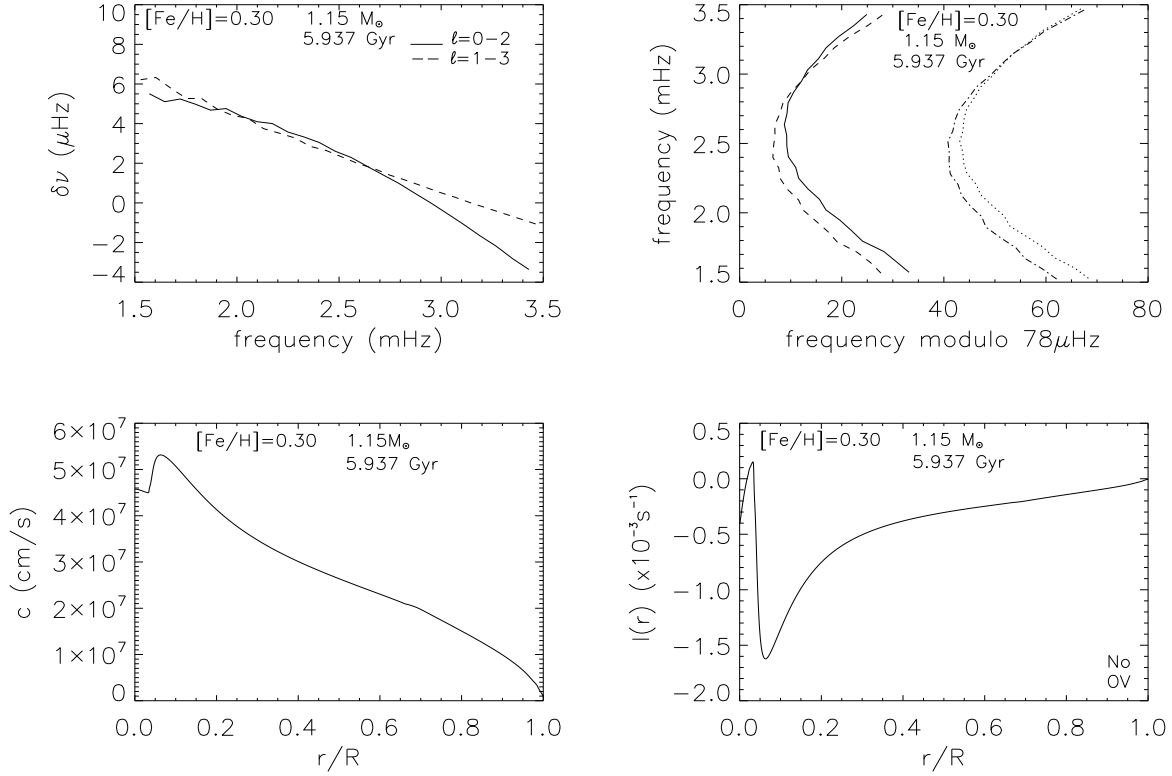 [Fe/H]=0.30 1.15 M⊙
5.937 Gyr
ℓ=0−2
ℓ=1−3
δν (μHz)
10
8
6
4
2
0
−2
−4
1.5 2.0 2.5 3.0 3.5
frequency (mHz)
[Fe/H]=0.30
1.15 M⊙
5.937 Gyr
frequency (mHz)
3.5
3.0
2.5
2.0
1.5
0 20 40 60 80
frequency modulo 78μHz
[Fe/H]=0.30 1.15M⊙
5.937 Gyr
c (cm/s)
6×10⁷
5×10⁷
4×10⁷
3×10⁷
2×10⁷
1×10⁷
0
0.0 0.2 0.4 0.6 0.8 1.0
r/R
[Fe/H]=0.30 1.15 M⊙
5.937 Gyr
I(r) (x10⁻³s⁻¹)
0.5
0.0
−0.5
−1.0
−1.5
−2.0
No
OV
0.0 0.2 0.4 0.6 0.8 1.0
r/R